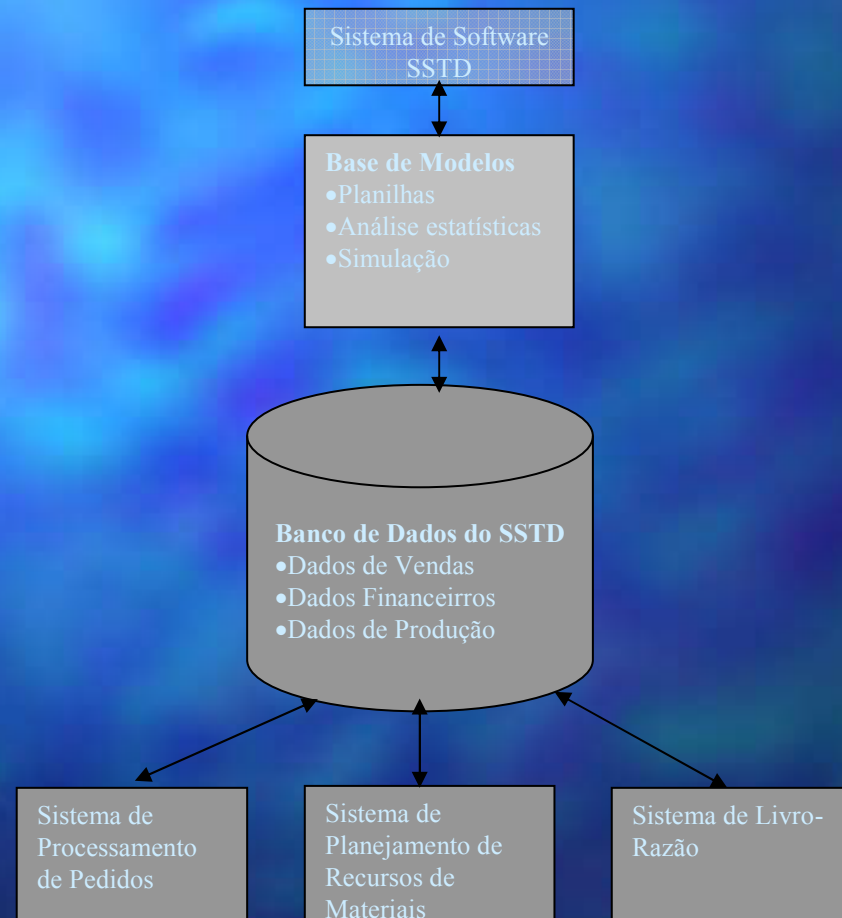 Sistema de Software
SSTD
Base de Modelos
•Planilhas
•Análise estatísticas
•Simulação
Banco de Dados do SSTD
•Dados de Vendas
•Dados Financeirros
•Dados de Produção
Sistema de
Processamento
de Pedidos
Sistema de
Planejamento de
Recursos de
Materiais
Sistema de Livro-
Razão